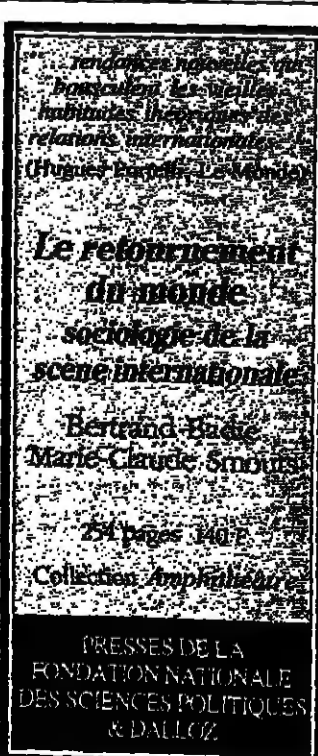 tendances nouvelles qui
bousculent les vieilles
habitudes théoriques des
relations internationales
(Hugues Portelli, Le Monde)
Le retournement
du monde
sociologie de la
scène internationale
Bertrand Badie
Marie-Claude Smouts
254 pages 140 F
Collection Amphithéâtre
PRESSES DE LA
FONDATION NATIONALE
DES SCIENCES POLITIQUES
& DALLOZ